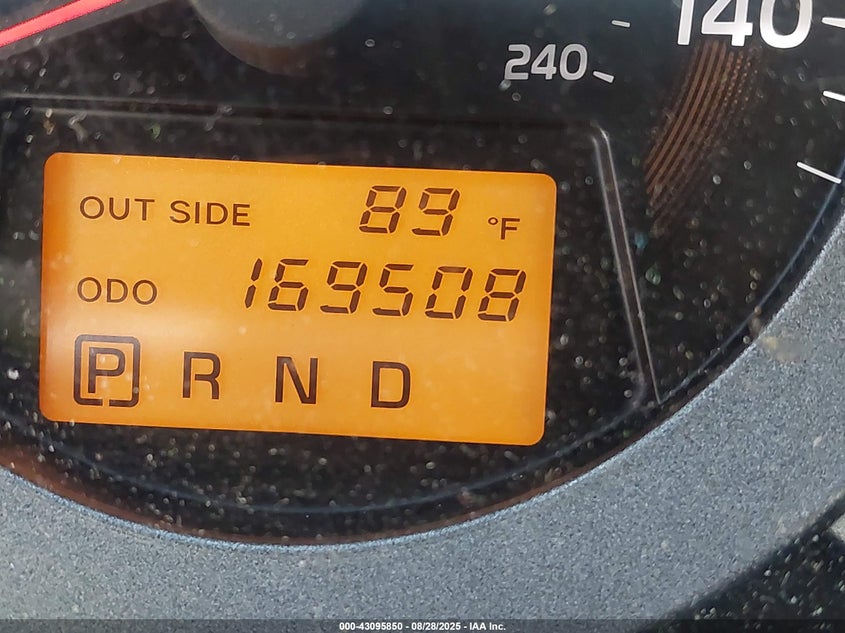 140
240
OUT SIDE 89 °F
ODO 169508
P R N D
000-43095850 - 08/28/2025 - IAA Inc.